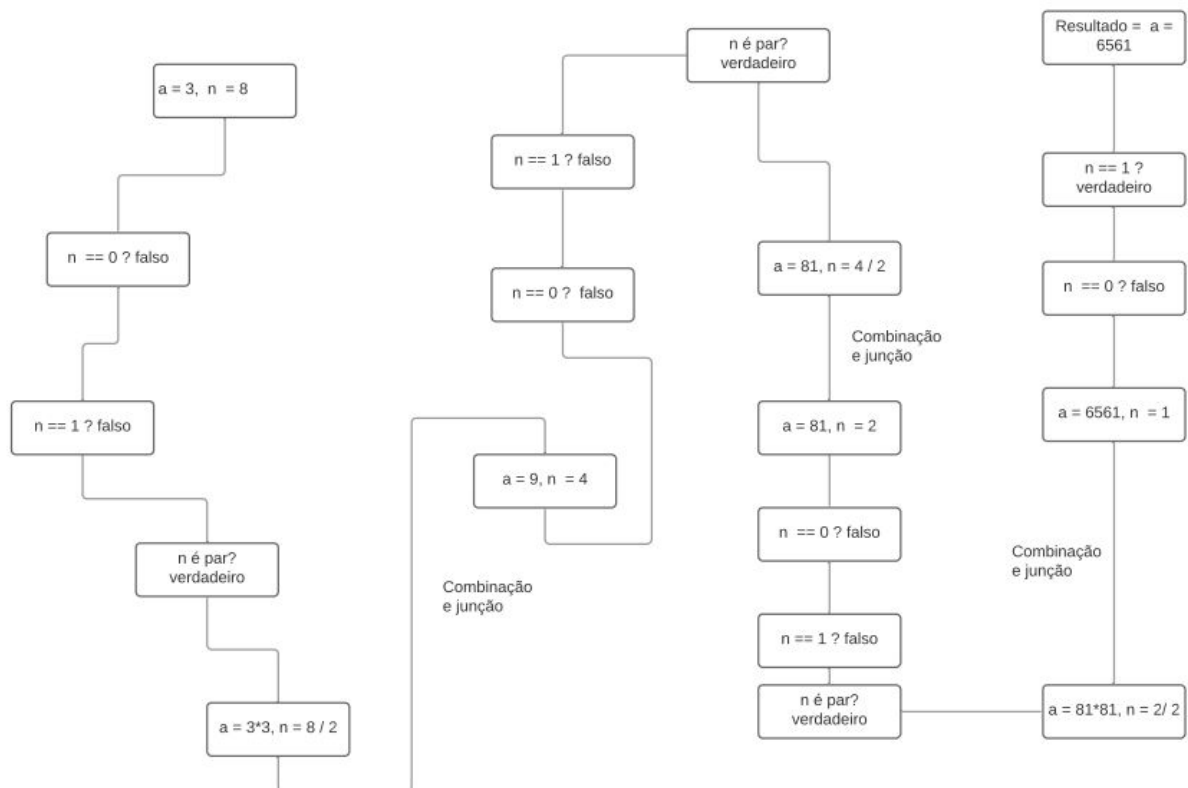 a = 3, n = 8
n == 0 ? falso
n == 1 ? falso
n é par?
verdadeiro
a = 3*3, n = 8 / 2
Combinação
e junção
a = 9, n = 4
n == 0 ? falso
n == 1 ? falso
n é par?
verdadeiro
a = 81, n = 4 / 2
Combinação
e junção
a = 81, n = 2
n == 0 ? falso
n == 1 ? falso
n é par?
verdadeiro
a = 81*81, n = 2/ 2
Combinação
e junção
a = 6561, n = 1
n == 0 ? falso
n == 1 ?
verdadeiro
Resultado = a =
6561